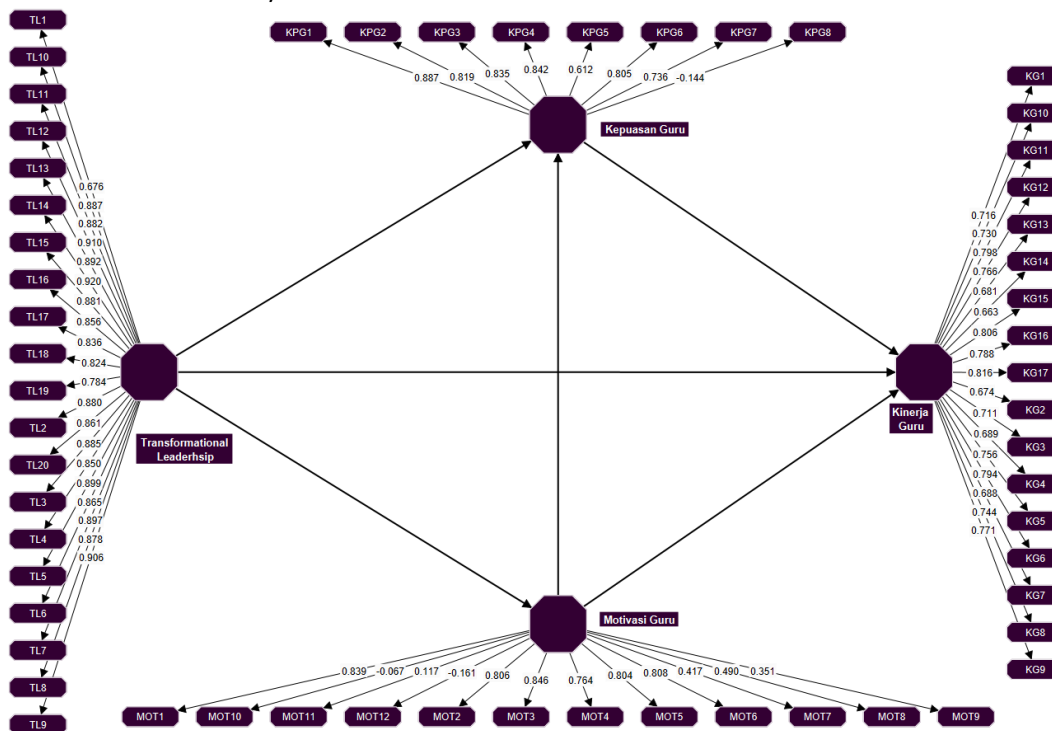 TL1
TL10
TL11
TL12
TL13
TL14
TL15
TL16
TL17
TL18
TL19
TL2
TL20
TL3
TL4
TL5
TL6
TL7
TL8
TL9
0.676
0.887
0.882
0.910
0.892
0.920
0.881
0.856
0.836
0.824
0.784
0.880
0.861
0.885
0.850
0.899
0.865
0.897
0.878
0.906
Transformational
Leaderhsip
KPG1 KPG2 KPG3 KPG4 KPG5 KPG6 KPG7 KPG8
0.887 0.819 0.835 0.842 0.612 0.805 0.736 -0.144
Kepuasan Guru
Motivasi Guru
0.839 -0.067 0.117 -0.161 0.806 0.846 0.764 0.804 0.808 0.417 0.490 0.351
MOT1 MOT10 MOT11 MOT12 MOT2 MOT3 MOT4 MOT5 MOT6 MOT7 MOT8 MOT9
Kinerja
Guru
0.716
0.730
0.798
0.766
0.681
0.663
0.806
0.788
0.816
0.674
0.711
0.689
0.756
0.794
0.688
0.744
0.771
KG1
KG10
KG11
KG12
KG13
KG14
KG15
KG16
KG17
KG2
KG3
KG4
KG5
KG6
KG7
KG8
KG9